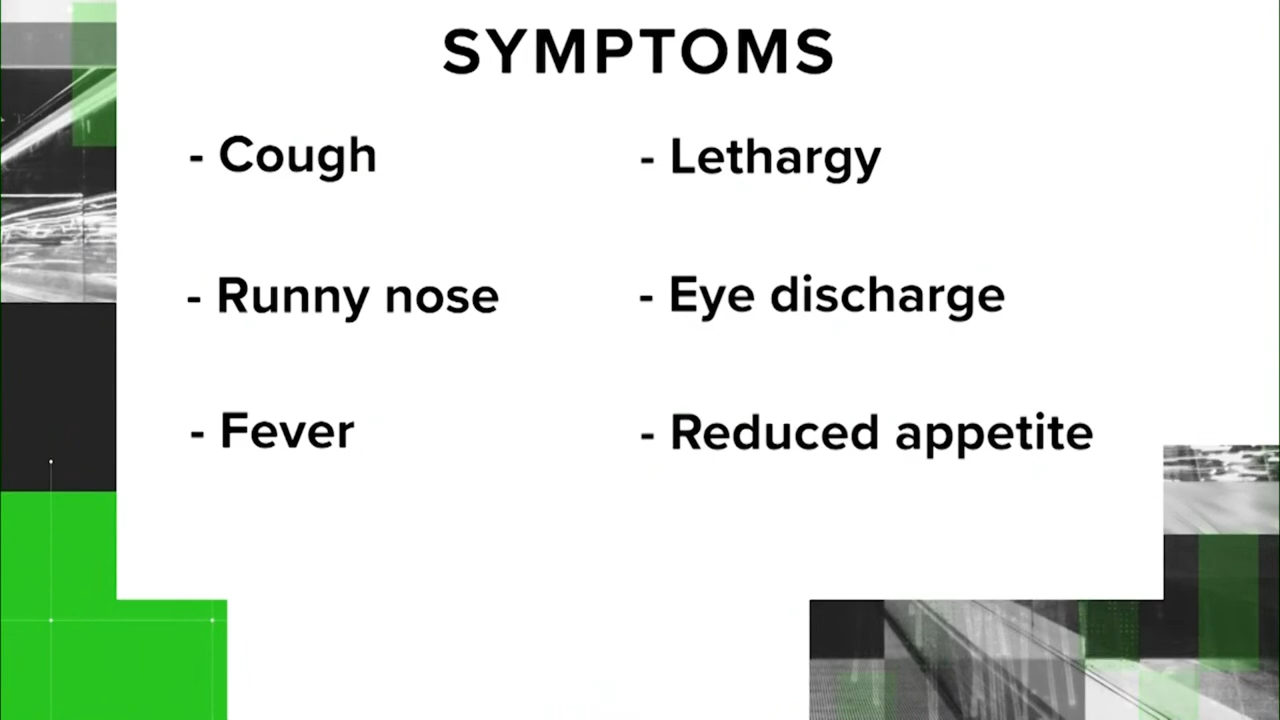 SYMPTOMS
- Cough
- Lethargy
- Runny nose
- Eye discharge
- Fever
- Reduced appetite